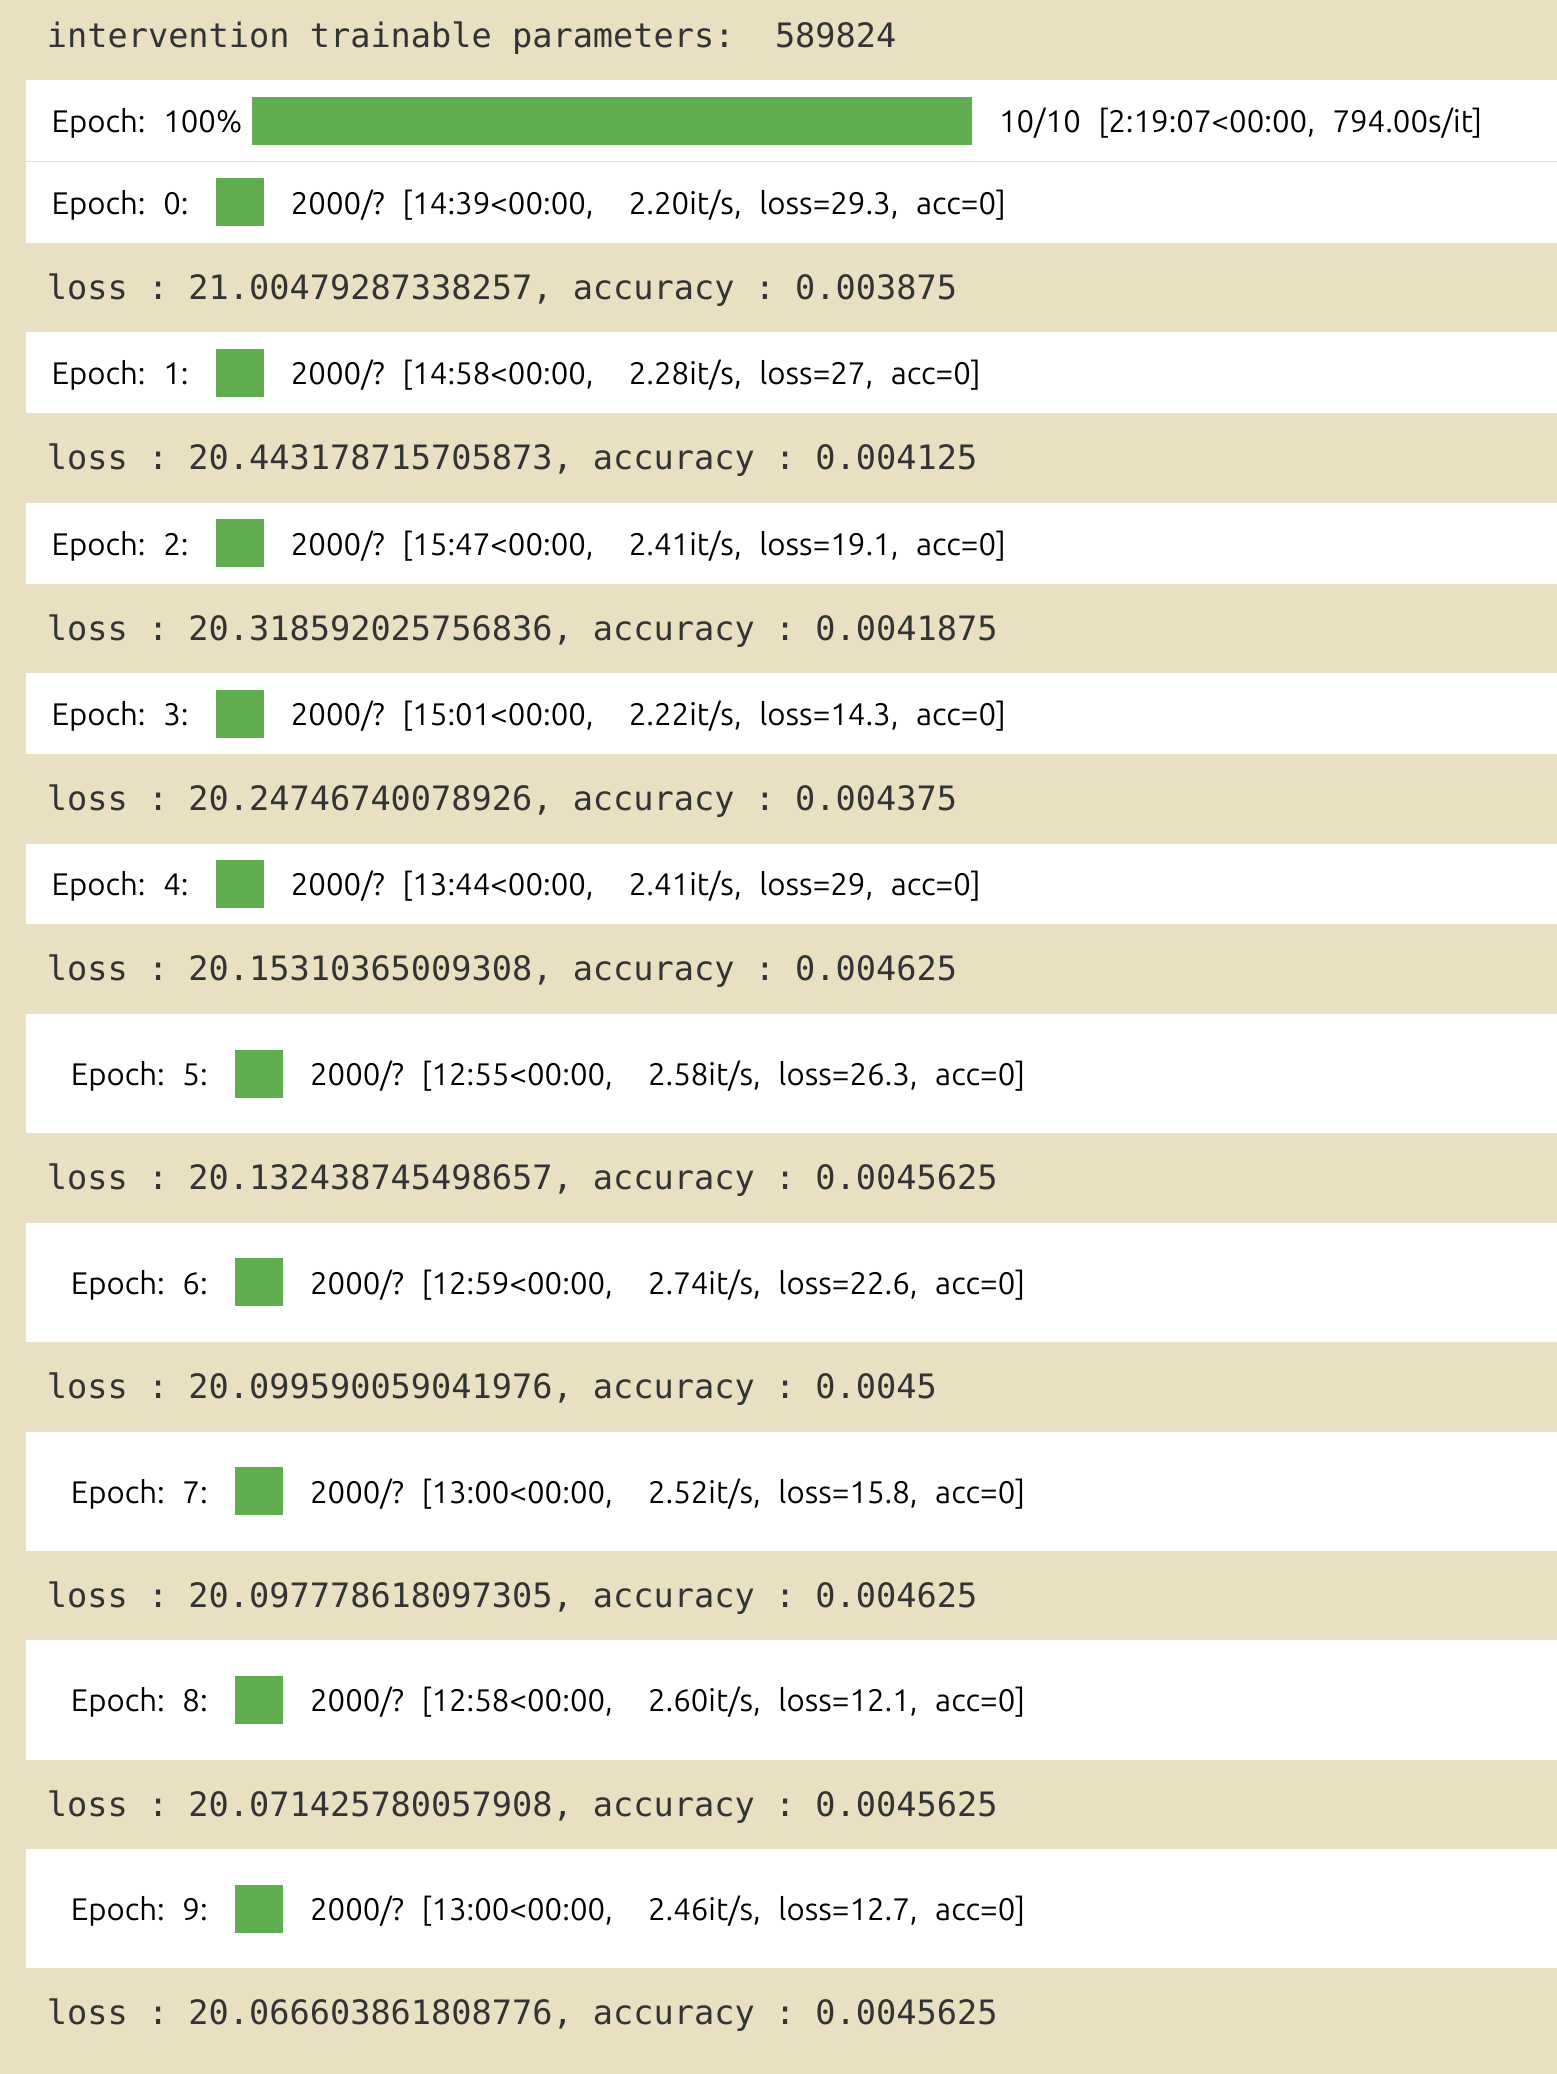 intervention trainable parameters: 589824
Epoch: 100% 10/10 [2:19:07<00:00, 794.00s/it]
Epoch: 0: 2000/? [14:39<00:00, 2.20it/s, loss=29.3, acc=0]
loss : 21.00479287338257, accuracy : 0.003875
Epoch: 1: 2000/? [14:58<00:00, 2.28it/s, loss=27, acc=0]
loss : 20.443178715705873, accuracy : 0.004125
Epoch: 2: 2000/? [15:47<00:00, 2.41it/s, loss=19.1, acc=0]
loss : 20.318592025756836, accuracy : 0.0041875
Epoch: 3: 2000/? [15:01<00:00, 2.22it/s, loss=14.3, acc=0]
loss : 20.24746740078926, accuracy : 0.004375
Epoch: 4: 2000/? [13:44<00:00, 2.41it/s, loss=29, acc=0]
loss : 20.15310365009308, accuracy : 0.004625
Epoch: 5: 2000/? [12:55<00:00, 2.58it/s, loss=26.3, acc=0]
loss : 20.132438745498657, accuracy : 0.0045625
Epoch: 6: 2000/? [12:59<00:00, 2.74it/s, loss=22.6, acc=0]
loss : 20.099590059041976, accuracy : 0.0045
Epoch: 7: 2000/? [13:00<00:00, 2.52it/s, loss=15.8, acc=0]
loss : 20.097778618097305, accuracy : 0.004625
Epoch: 8: 2000/? [12:58<00:00, 2.60it/s, loss=12.1, acc=0]
loss : 20.071425780057908, accuracy : 0.0045625
Epoch: 9: 2000/? [13:00<00:00, 2.46it/s, loss=12.7, acc=0]
loss : 20.066603861808776, accuracy : 0.0045625